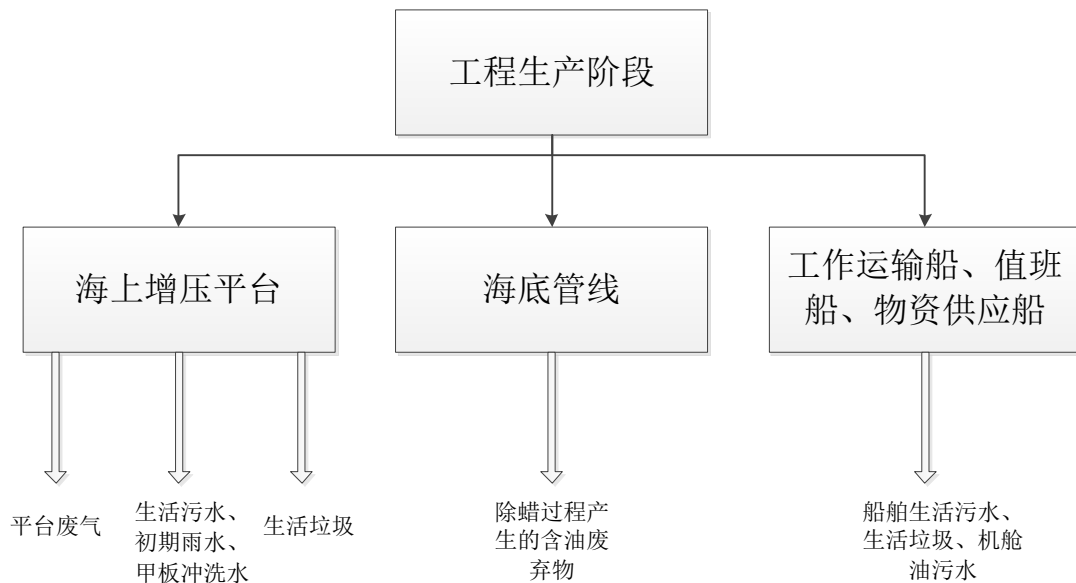 工程生产阶段
海上增压平台
海底管线
工作运输船、值班
船、物资供应船
平台废气
生活污水、
初期雨水、
甲板冲洗水
生活垃圾
除蜡过程产
生的含油废
弃物
船舶生活污水、
生活垃圾、机舱
油污水